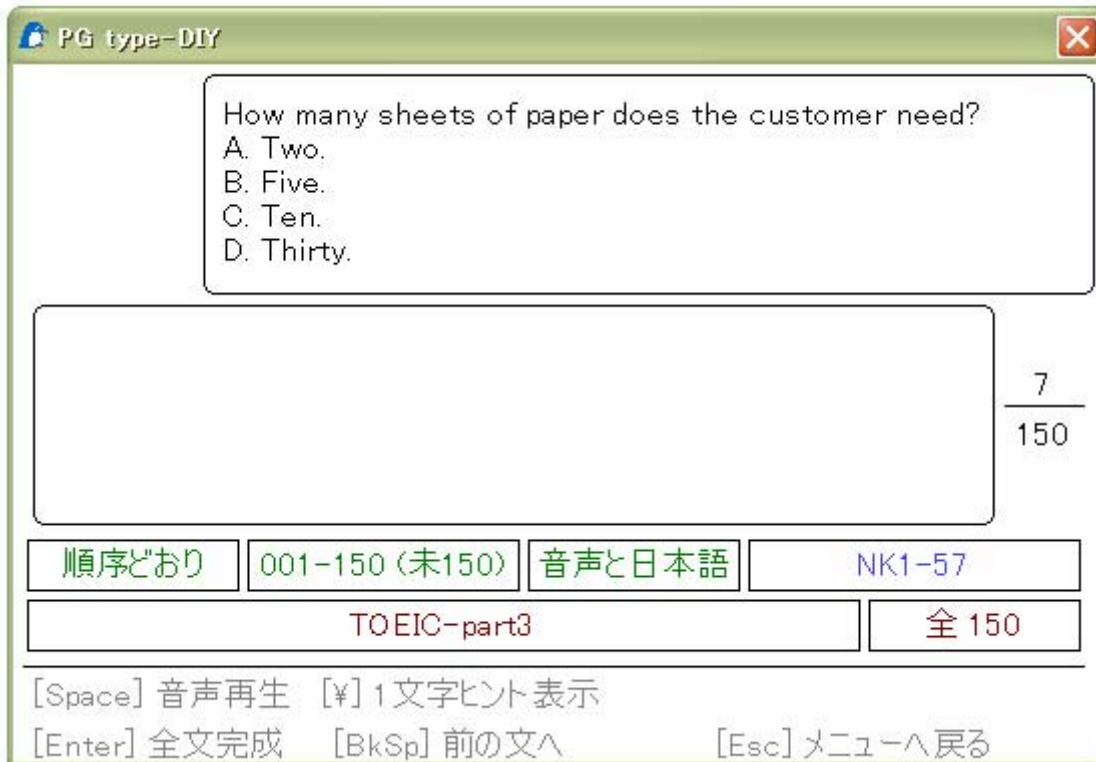 PG type-DIY
How many sheets of paper does the customer need?
A. Two.
B. Five.
C. Ten.
D. Thirty.
7
150
順序どおり 001-150 (未150) 音声と日本語 NK1-57
TOEIC-part3 全 150
[Space] 音声再生 [¥] 1文字ヒント表示
[Enter] 全文完成 [BkSp] 前の文へ [Esc] メニューへ戻る